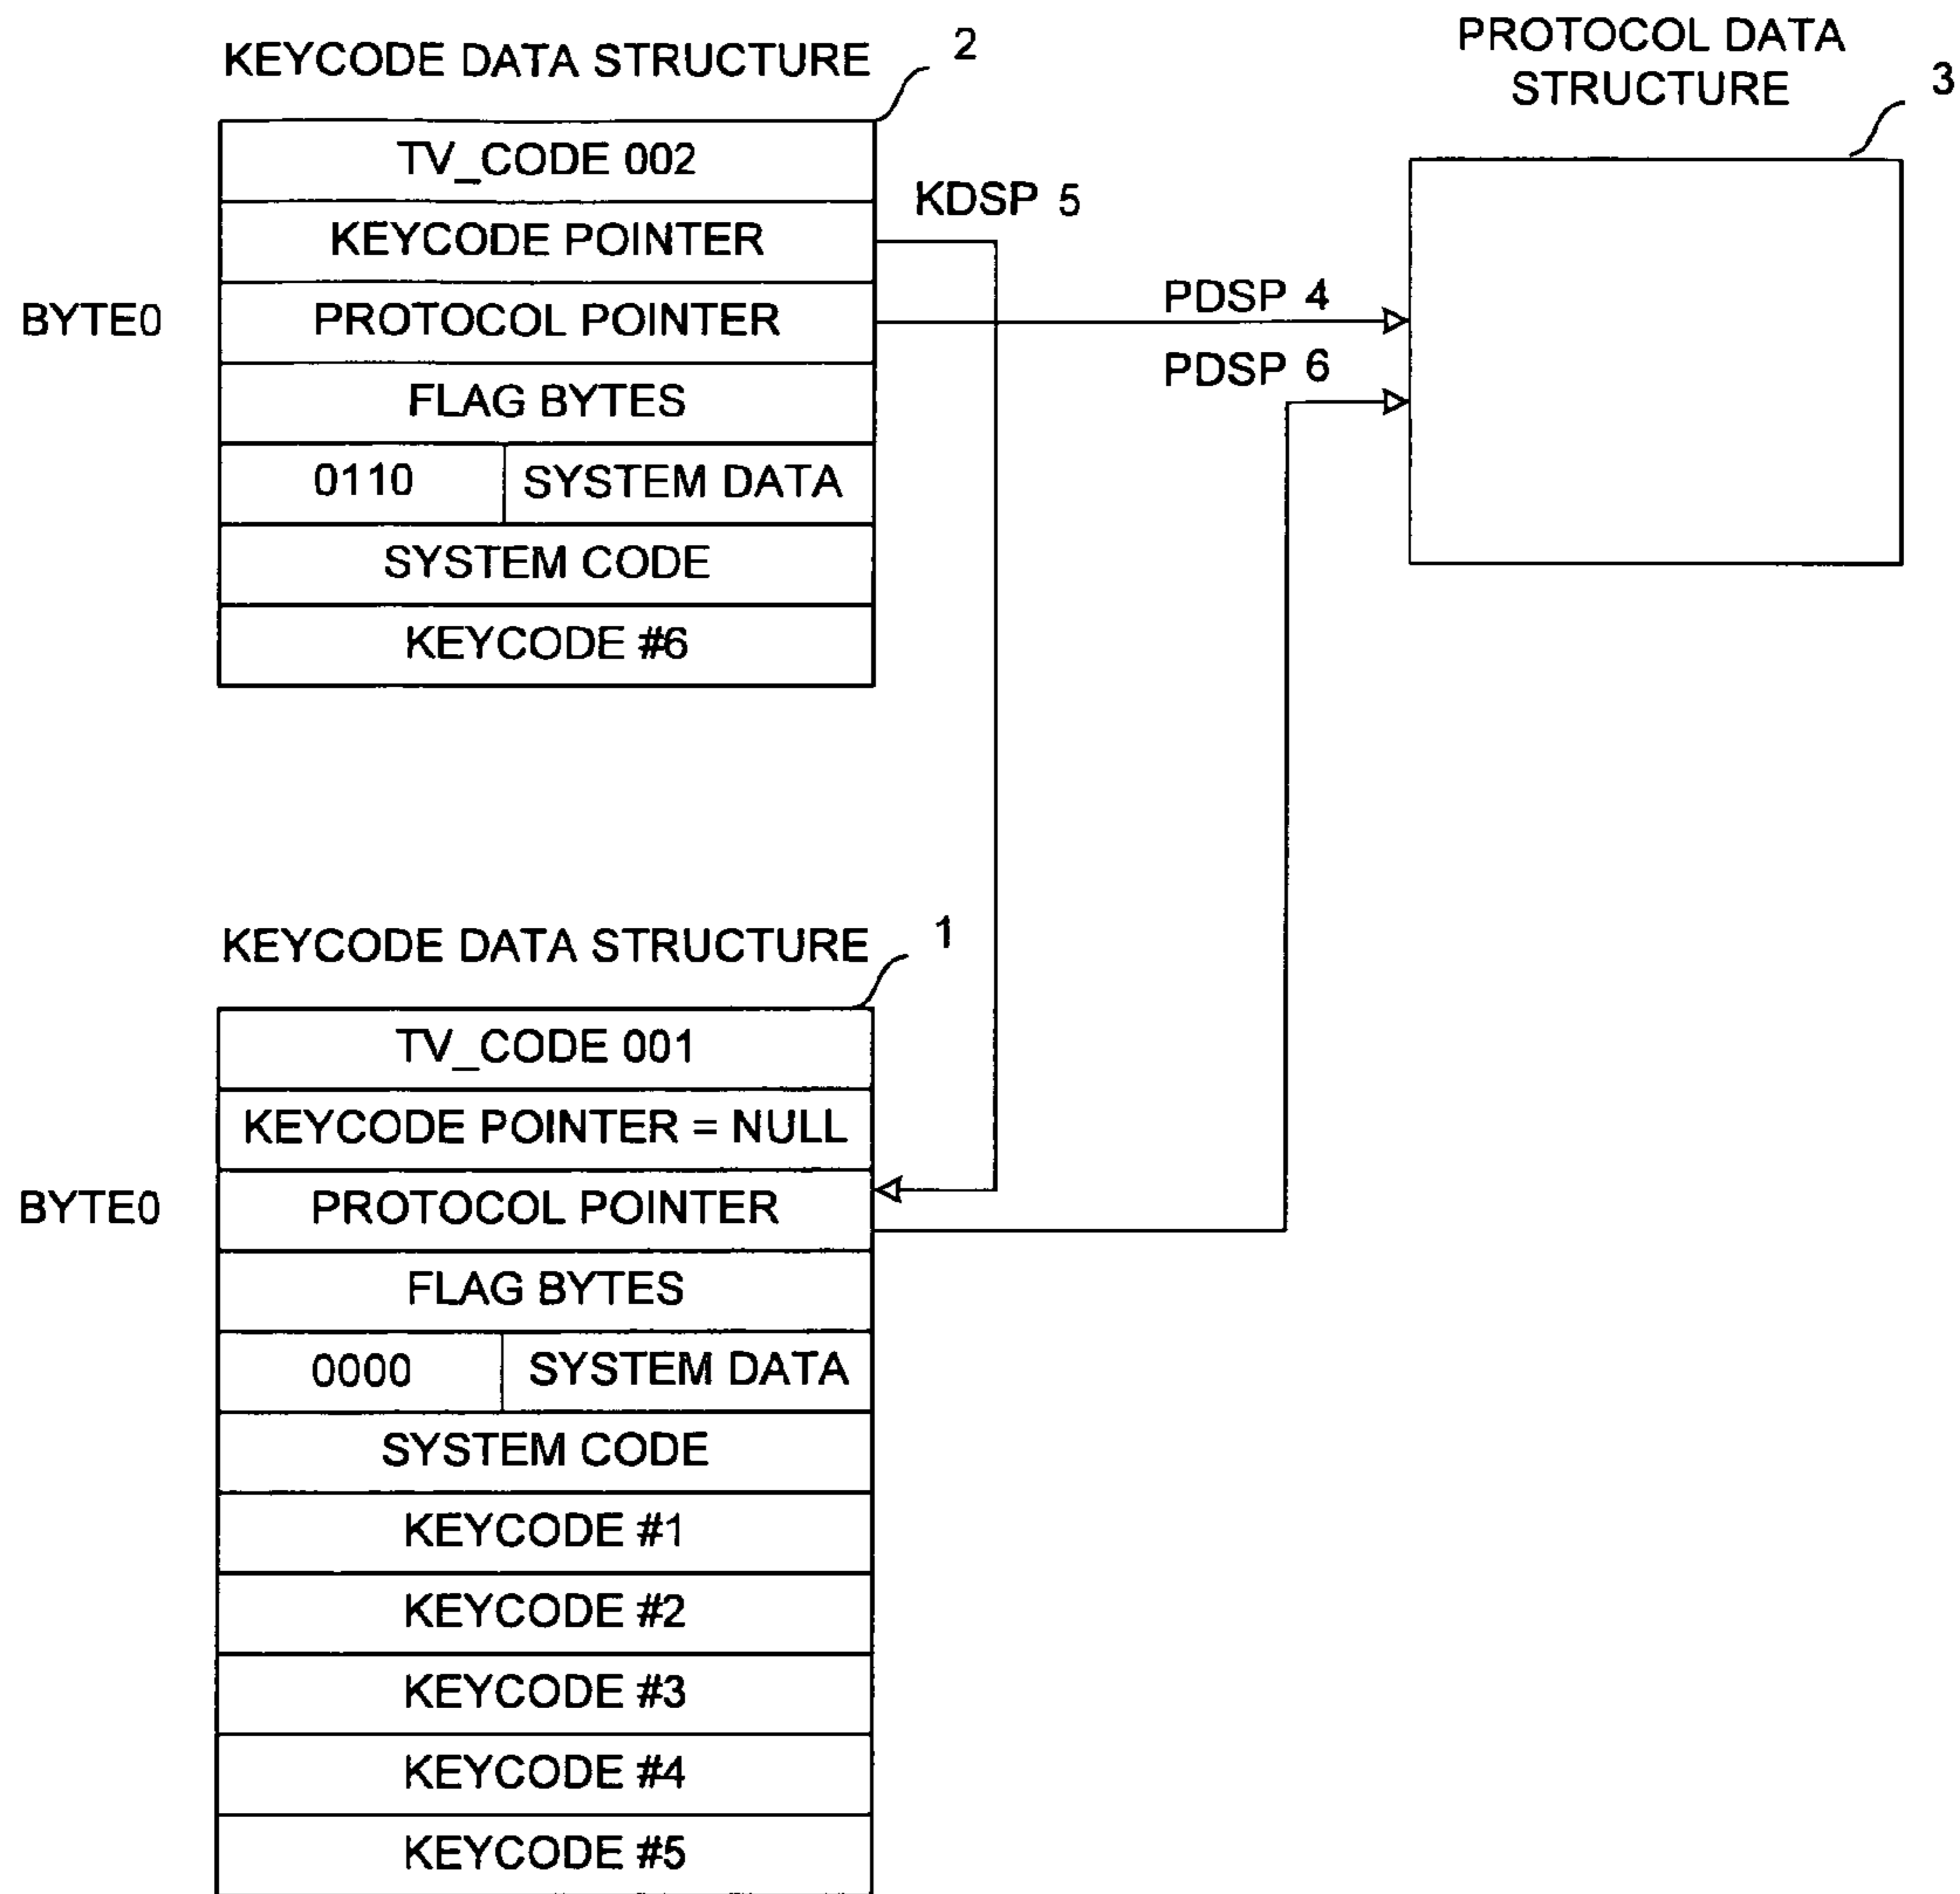 KEYCODE DATA STRUCTURE 2
TV_CODE 002
KEYCODE POINTER
BYTE0 PROTOCOL POINTER
FLAG BYTES
0110 SYSTEM DATA
SYSTEM CODE
KEYCODE #6
KDSP 5
PDSP 4
PDSP 6
PROTOCOL DATA
STRUCTURE 3
KEYCODE DATA STRUCTURE 1
TV_CODE 001
KEYCODE POINTER = NULL
BYTE0 PROTOCOL POINTER
FLAG BYTES
0000 SYSTEM DATA
SYSTEM CODE
KEYCODE #1
KEYCODE #2
KEYCODE #3
KEYCODE #4
KEYCODE #5